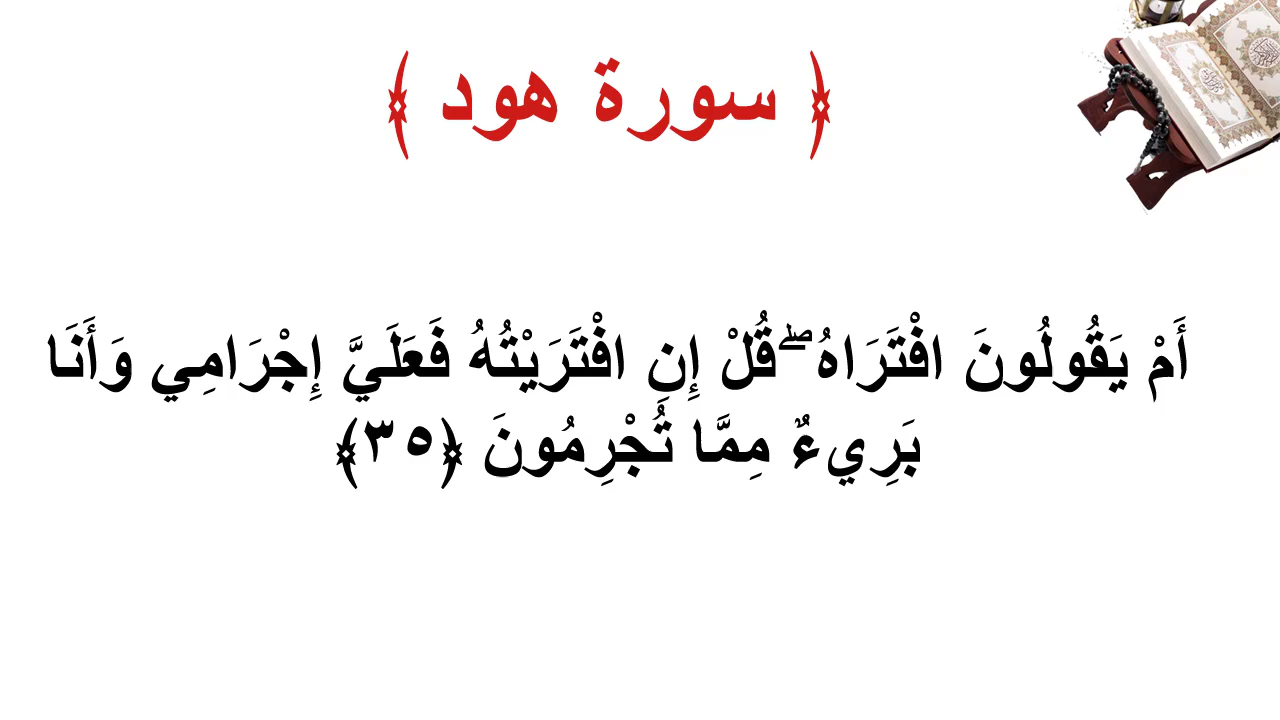 ﴿ سورة هود ﴾
أَمْ يَقُولُونَ افْتَرَاهُ ۖ قُلْ إِنِ افْتَرَيْتُهُ فَعَلَيَّ إِجْرَامِي وَأَنَا
بَرِيءٌ مِمَّا تُجْرِمُونَ ﴿٣٥﴾